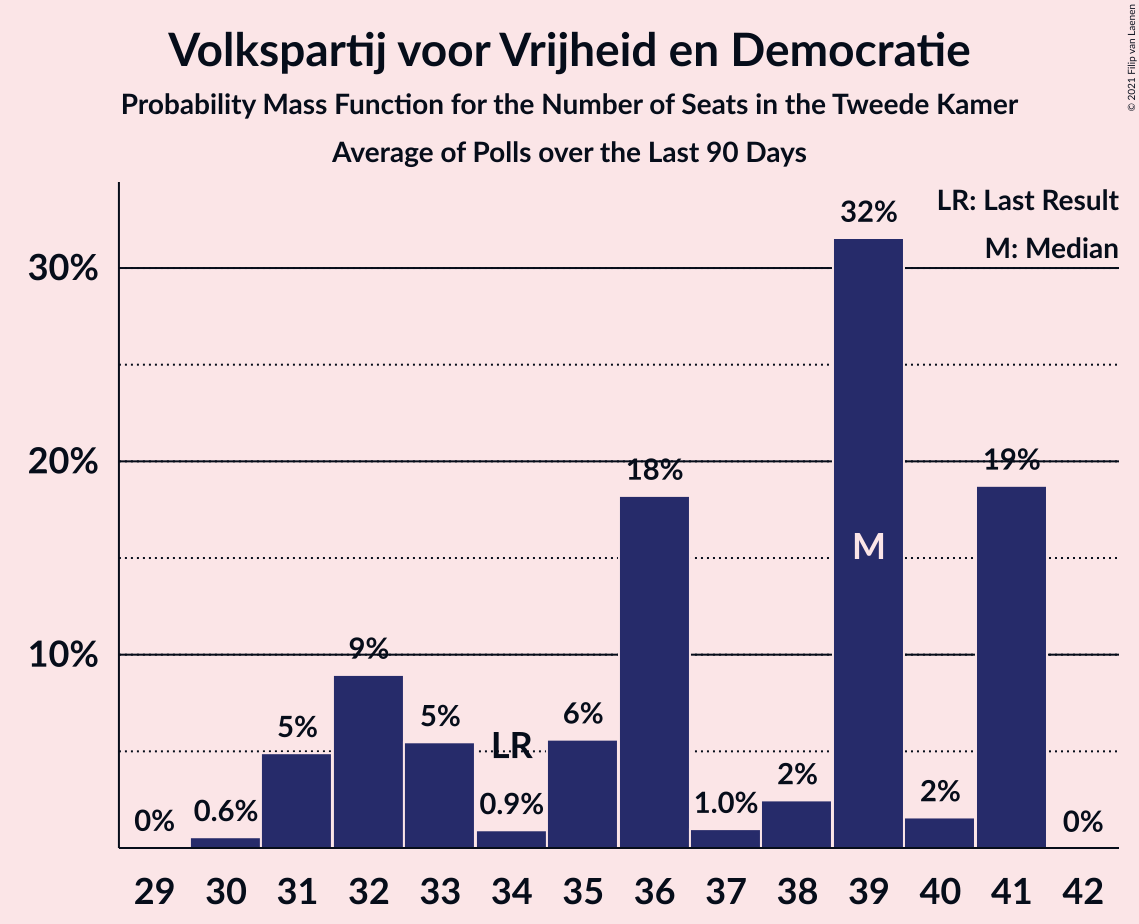 Volkspartij voor Vrijheid en Democratie
Probability Mass Function for the Number of Seats in the Tweede Kamer
Average of Polls over the Last 90 Days
© 2021 Filip van Laenen
LR: Last Result
M: Median
30%
20%
10%
0%
0.6%
5%
9%
5%
LR
0.9%
6%
18%
1.0%
2%
32%
M
2%
19%
0%
29 30 31 32 33 34 35 36 37 38 39 40 41 42